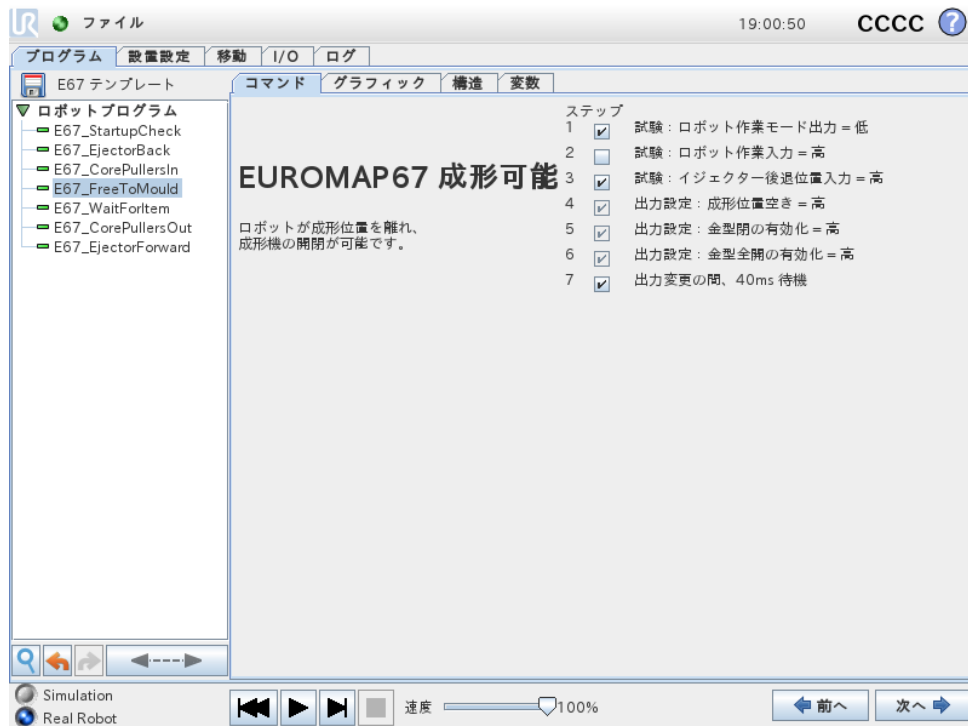 UR ファイル 19:00:50 CCCC ?
プログラム 設置設定 移動 I/O ログ
E67 テンプレート
コマンド グラフィック 構造 変数
ロボットプログラム
E67_StartupCheck
E67_EjectorBack
E67_CorePullersIn
E67_FreeToMould
E67_WaitForItem
E67_CorePullersOut
E67_EjectorForward
EUROMAP67 成形可能
ロボットが成形位置を離れ、
成形機の開閉が可能です。
ステップ
1 試験：ロボット作業モード出力 = 低
2 試験：ロボット作業入力 = 高
3 試験：イジェクター後退位置入力 = 高
4 出力設定：成形位置空き = 高
5 出力設定：金型閉の有効化 = 高
6 出力設定：金型全開の有効化 = 高
7 出力変更の間、40ms 待機
Simulation
Real Robot
速度 100%
前へ 次へ